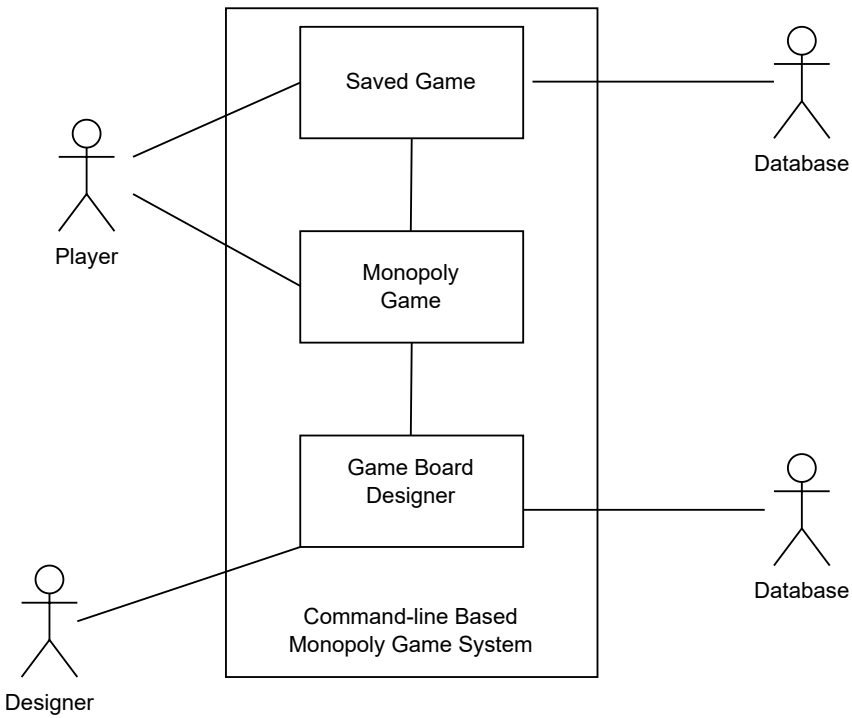 Saved Game
Database
Player
Monopoly
Game
Game Board
Designer
Database
Command-line Based
Monopoly Game System
Designer